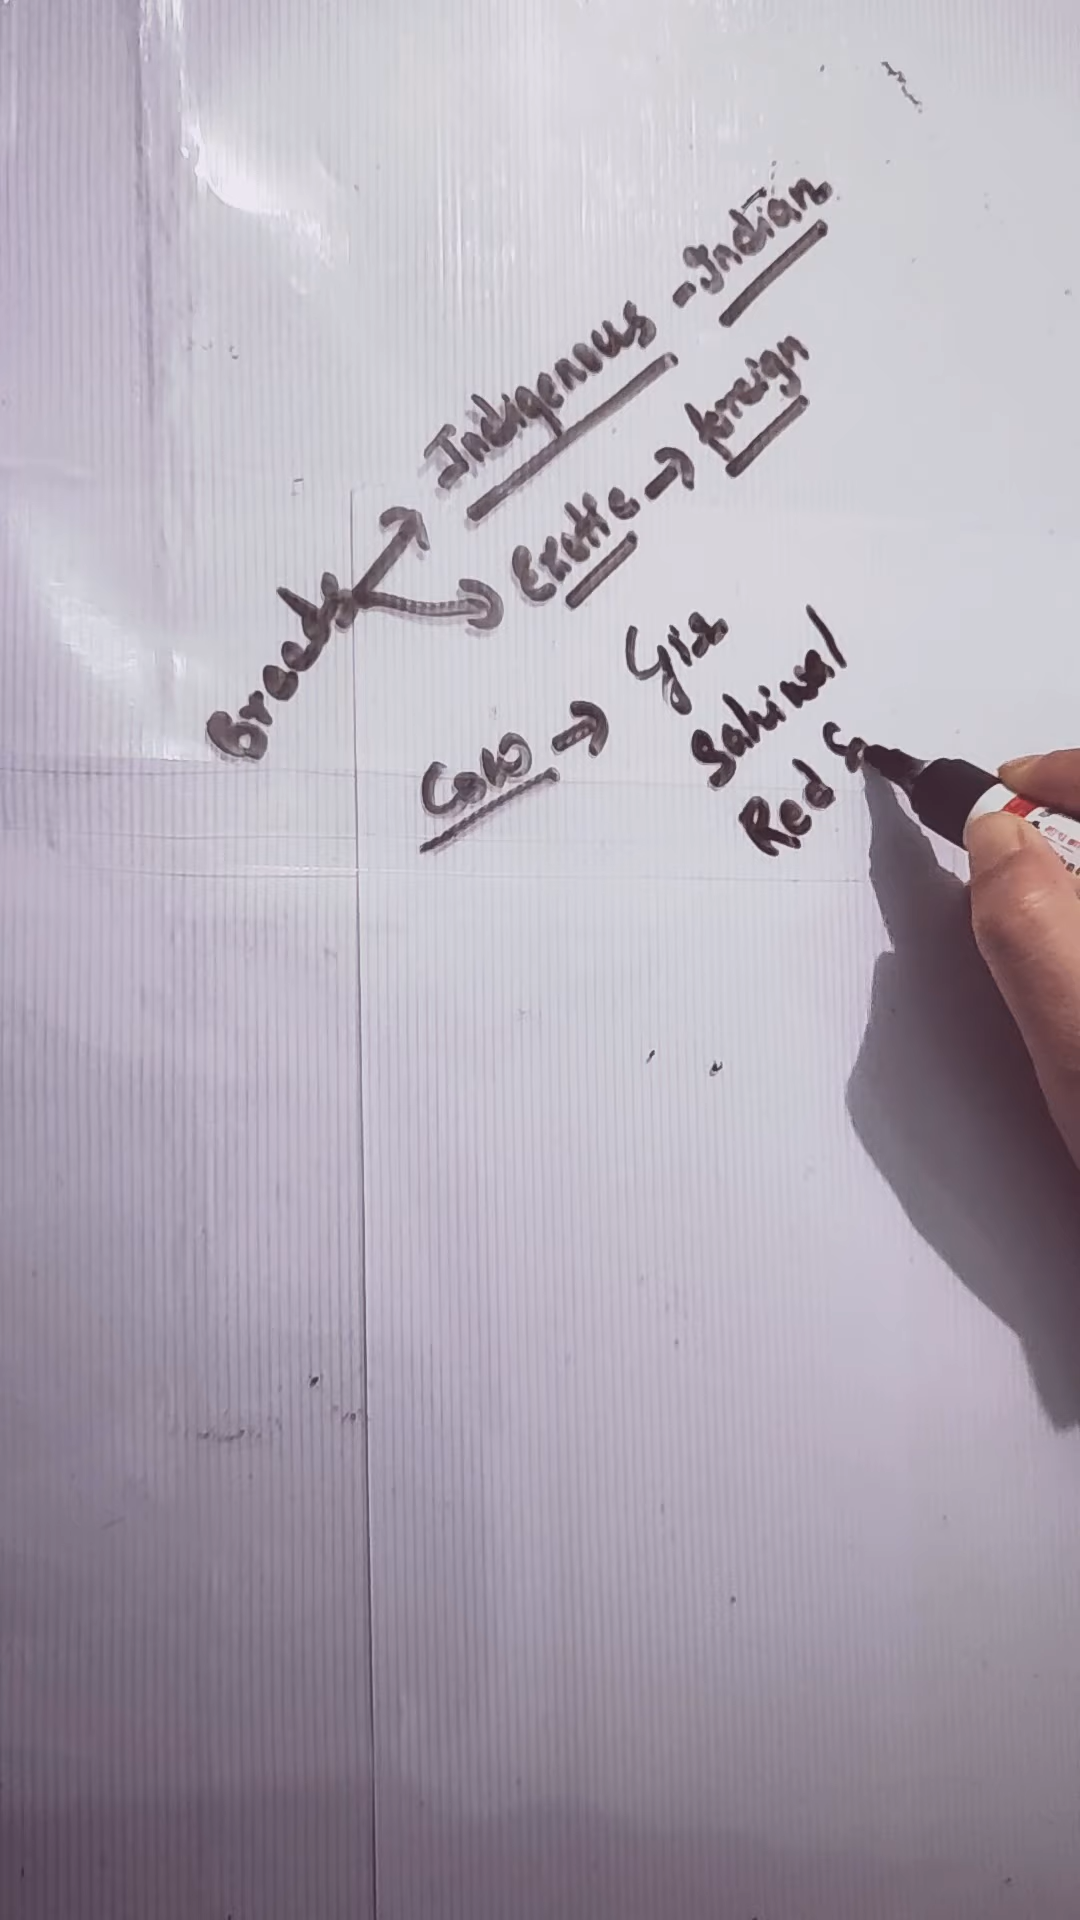 Breeds
Indigenous - Indian
Exotic → foreign
Cow → Gir
Sahiwal
Red